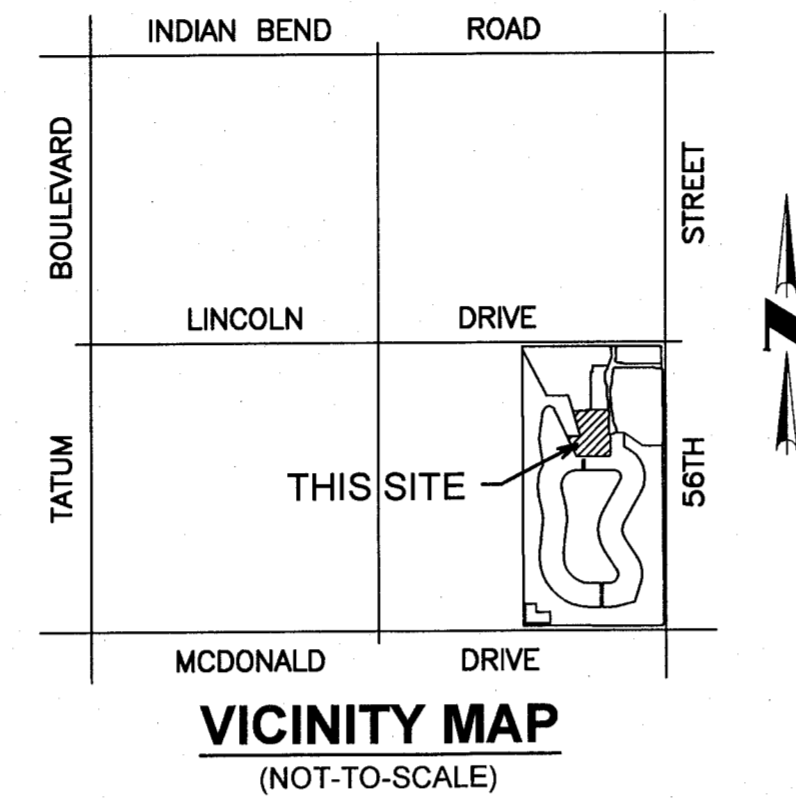 INDIAN BEND ROAD
BOULEVARD
STREET
LINCOLN DRIVE
TATUM
THIS SITE
56TH
MCDONALD DRIVE
VICINITY MAP
(NOT-TO-SCALE)
N